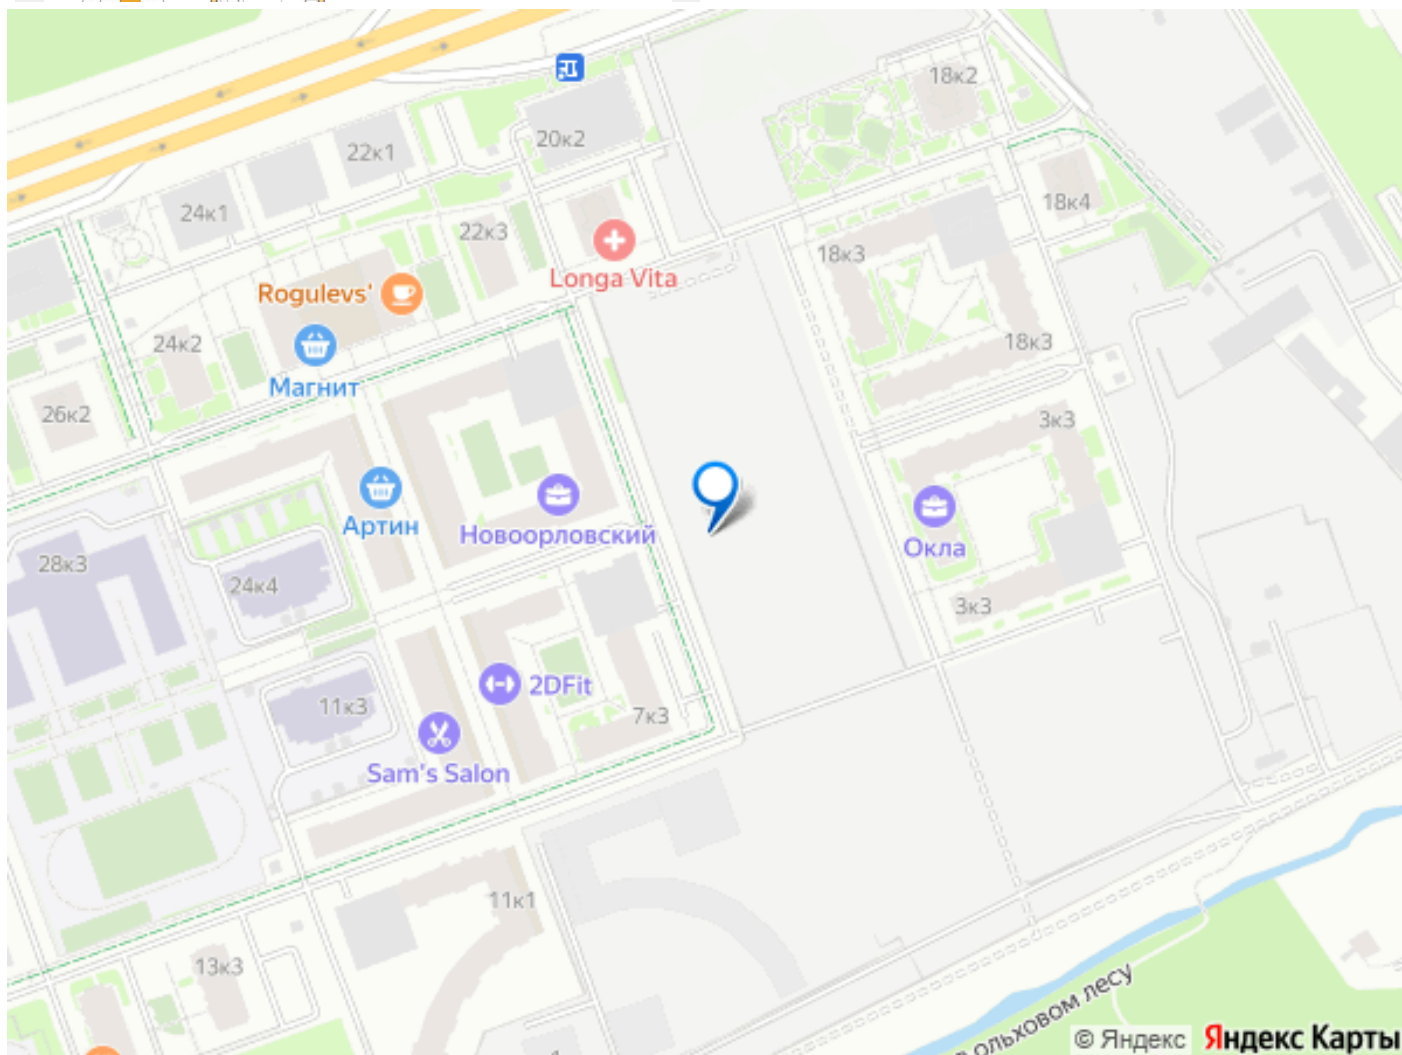 18к2
20к2
22к1
24к1
18к4
22к3
18к3
Longa Vita
Rogulevs'
24к2
18к3
Магнит
26к2
3к3
Артин
Новоорловский
Окла
28к3
24к4
3к3
2DFit
11к3
7к3
Sam's Salon
11к1
13к3
ольховом лесу
© Яндекс
Яндекс Карты